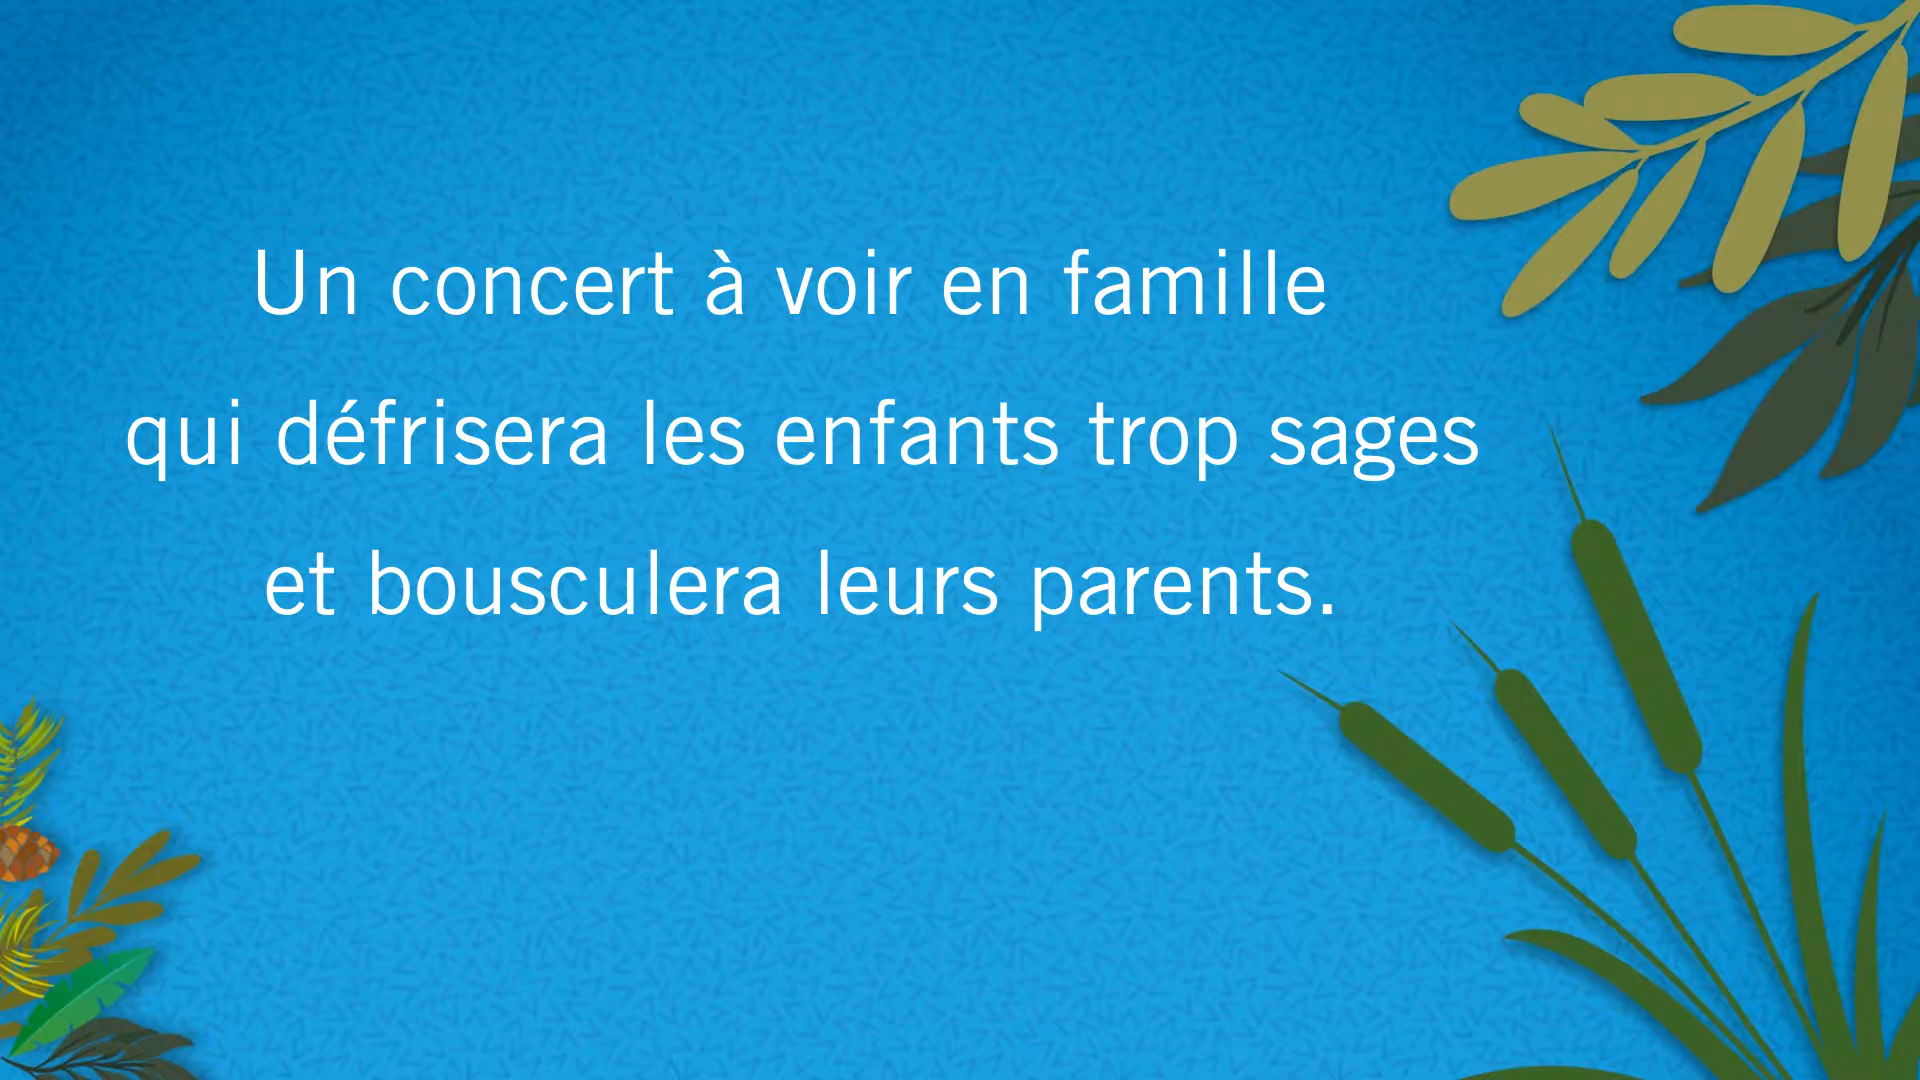 Un concert à voir en famille
qui défrisera les enfants trop sages
et bousculera leurs parents.